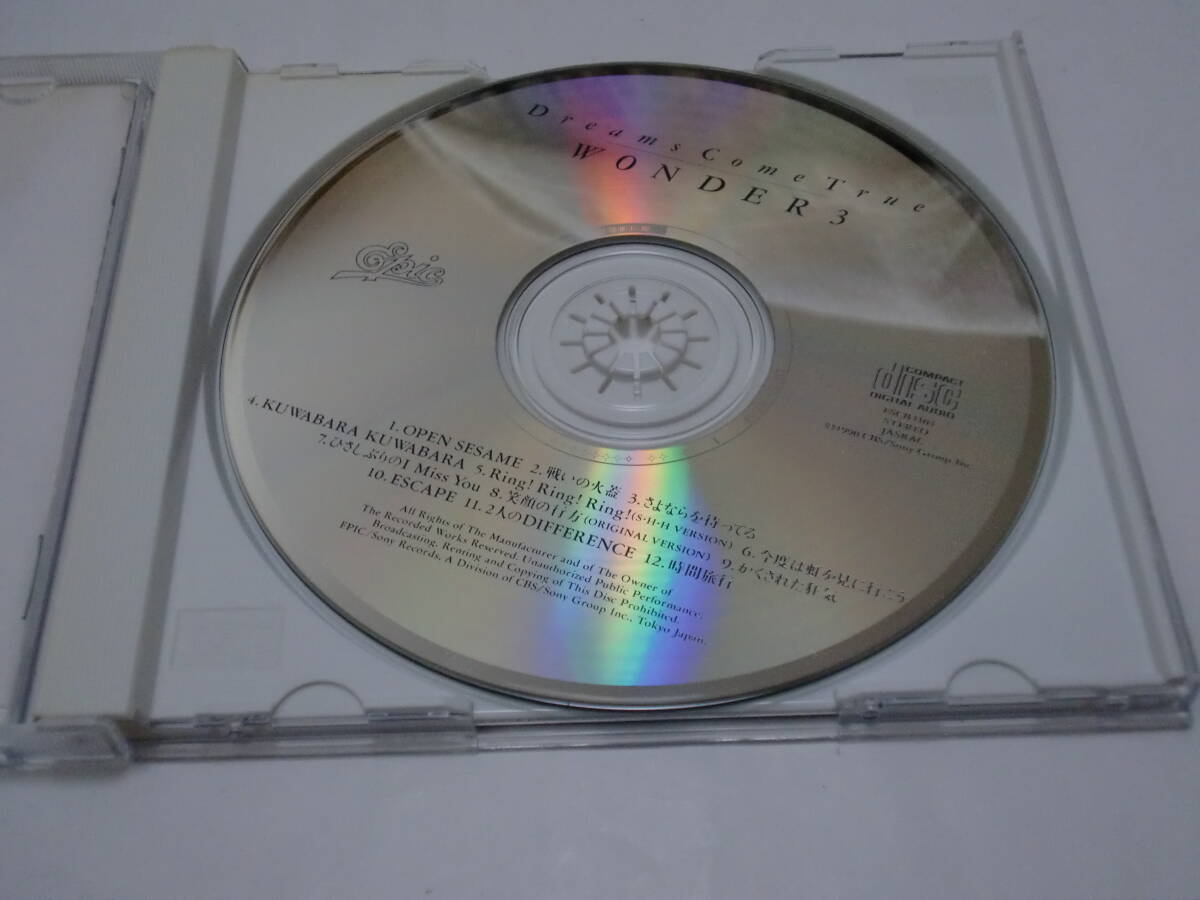 Dreams Come True
WONDER 3
Epic
COMPACT
disc
DIGITAL AUDIO
STEREO
JASRAC
1990 CBS/Sony Group Inc.
1. OPEN SESAME 2. 戦いの火蓋 3. さよならを待ってる
4. KUWABARA KUWABARA 5. Ring! Ring! Ring! (S・H・H VERSION) 6. 今度は虹を見に行こう
7. ひさしぶりのI Miss You 8. 笑顔の行方 (ORIGINAL VERSION) 9. かくされた狂気
10. ESCAPE 11. 2人のDIFFERENCE 12. 時間旅行
All Rights of The Manufacturer and of The Owner of
The Recorded Works Reserved. Unauthorized Public Performance.
Broadcasting, Renting and Copying of This Disc Prohibited.
EPIC/Sony Records, A Division of CBS/Sony Group Inc., Tokyo Japan.